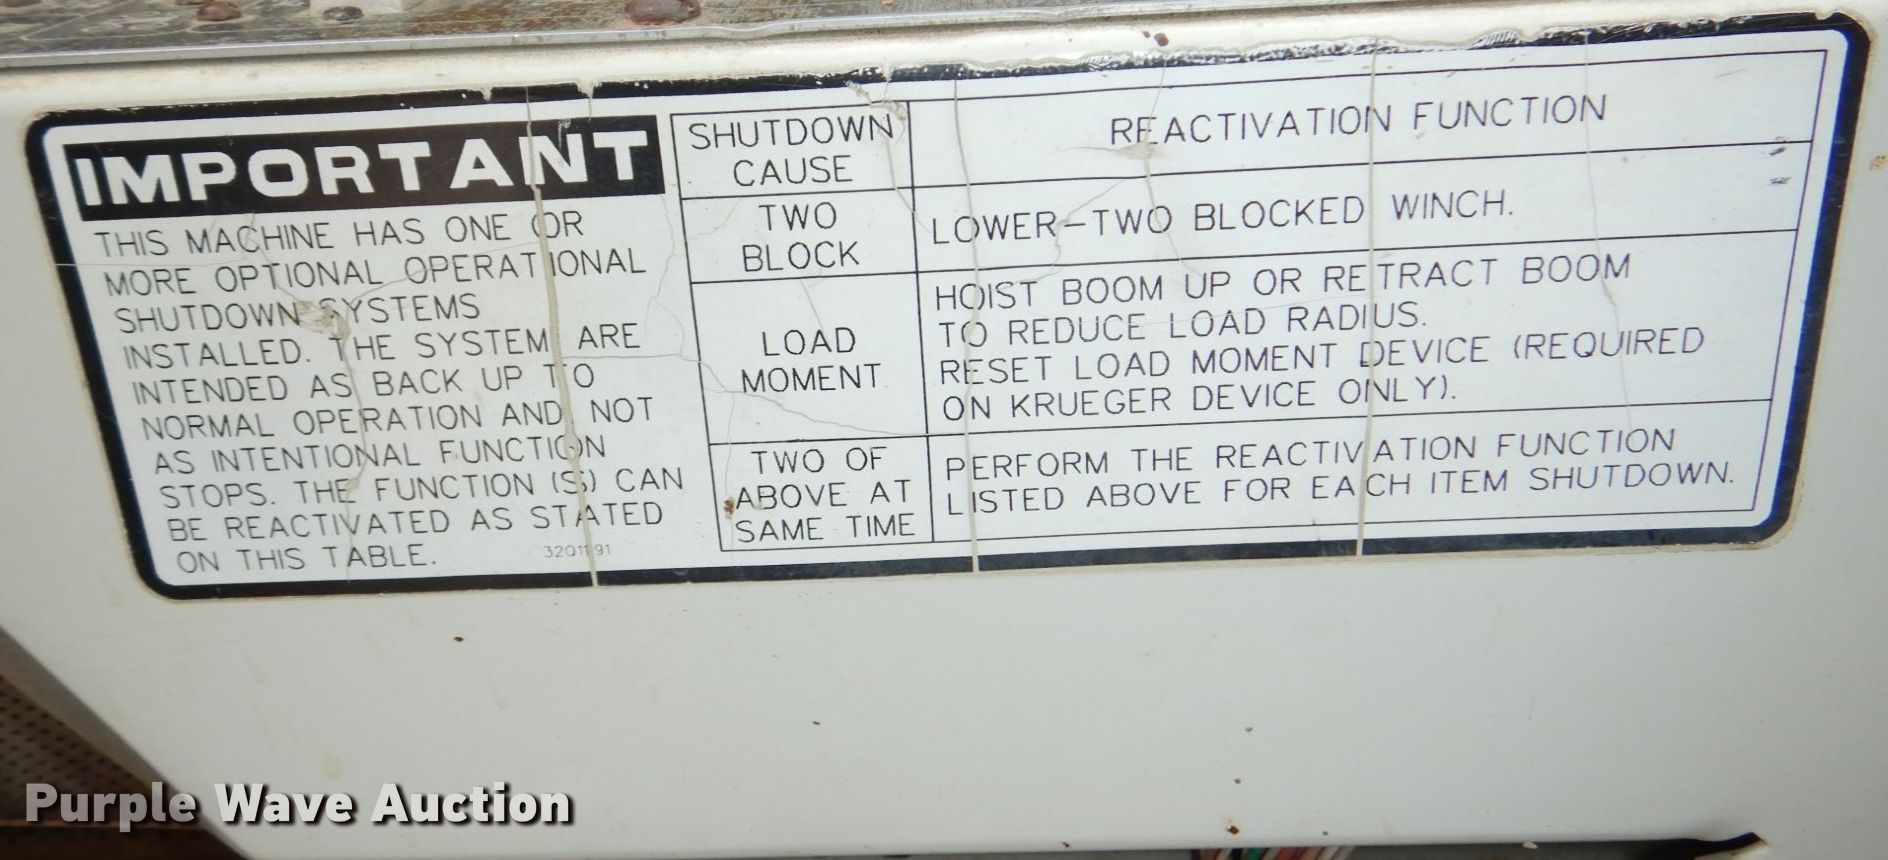 IMPORTANT
THIS MACHINE HAS ONE OR
MORE OPTIONAL OPERATIONAL
SHUTDOWN SYSTEMS
INSTALLED. THE SYSTEM ARE
INTENDED AS BACK UP TO
NORMAL OPERATION AND NOT
AS INTENTIONAL FUNCTION
STOPS. THE FUNCTION (S) CAN
BE REACTIVATED AS STATED
ON THIS TABLE.
SHUTDOWN
CAUSE
REACTIVATION FUNCTION
TWO
BLOCK
LOWER-TWO BLOCKED WINCH.
LOAD
MOMENT
HOIST BOOM UP OR RETRACT BOOM
TO REDUCE LOAD RADIUS.
RESET LOAD MOMENT DEVICE (REQUIRED
ON KRUEGER DEVICE ONLY).
TWO OF
ABOVE AT
SAME TIME
PERFORM THE REACTIVATION FUNCTION
LISTED ABOVE FOR EACH ITEM SHUTDOWN.
Purple Wave Auction